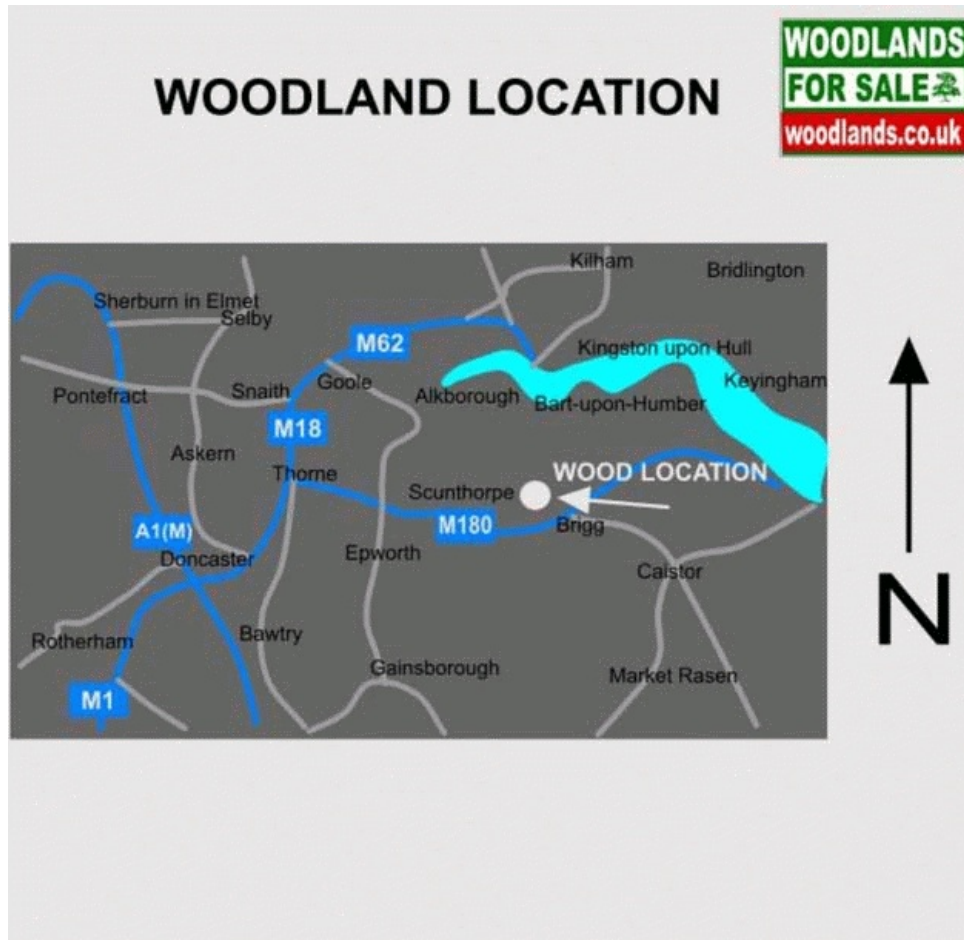 WOODLANDS
FOR SALE
woodlands.co.uk
WOODLAND LOCATION
Kilham
Bridlington
Sherburn in Elmet
Selby
M62
Kingston upon Hull
Goole
Keyingham
Snaith
Pontefract
Alkborough
Bart-upon-Humber
M18
Askern
Thorne
WOOD LOCATION
Scunthorpe
M180
Brigg
A1(M)
Doncaster
Epworth
Caistor
Rotherham
Bawtry
Gainsborough
Market Rasen
M1
N